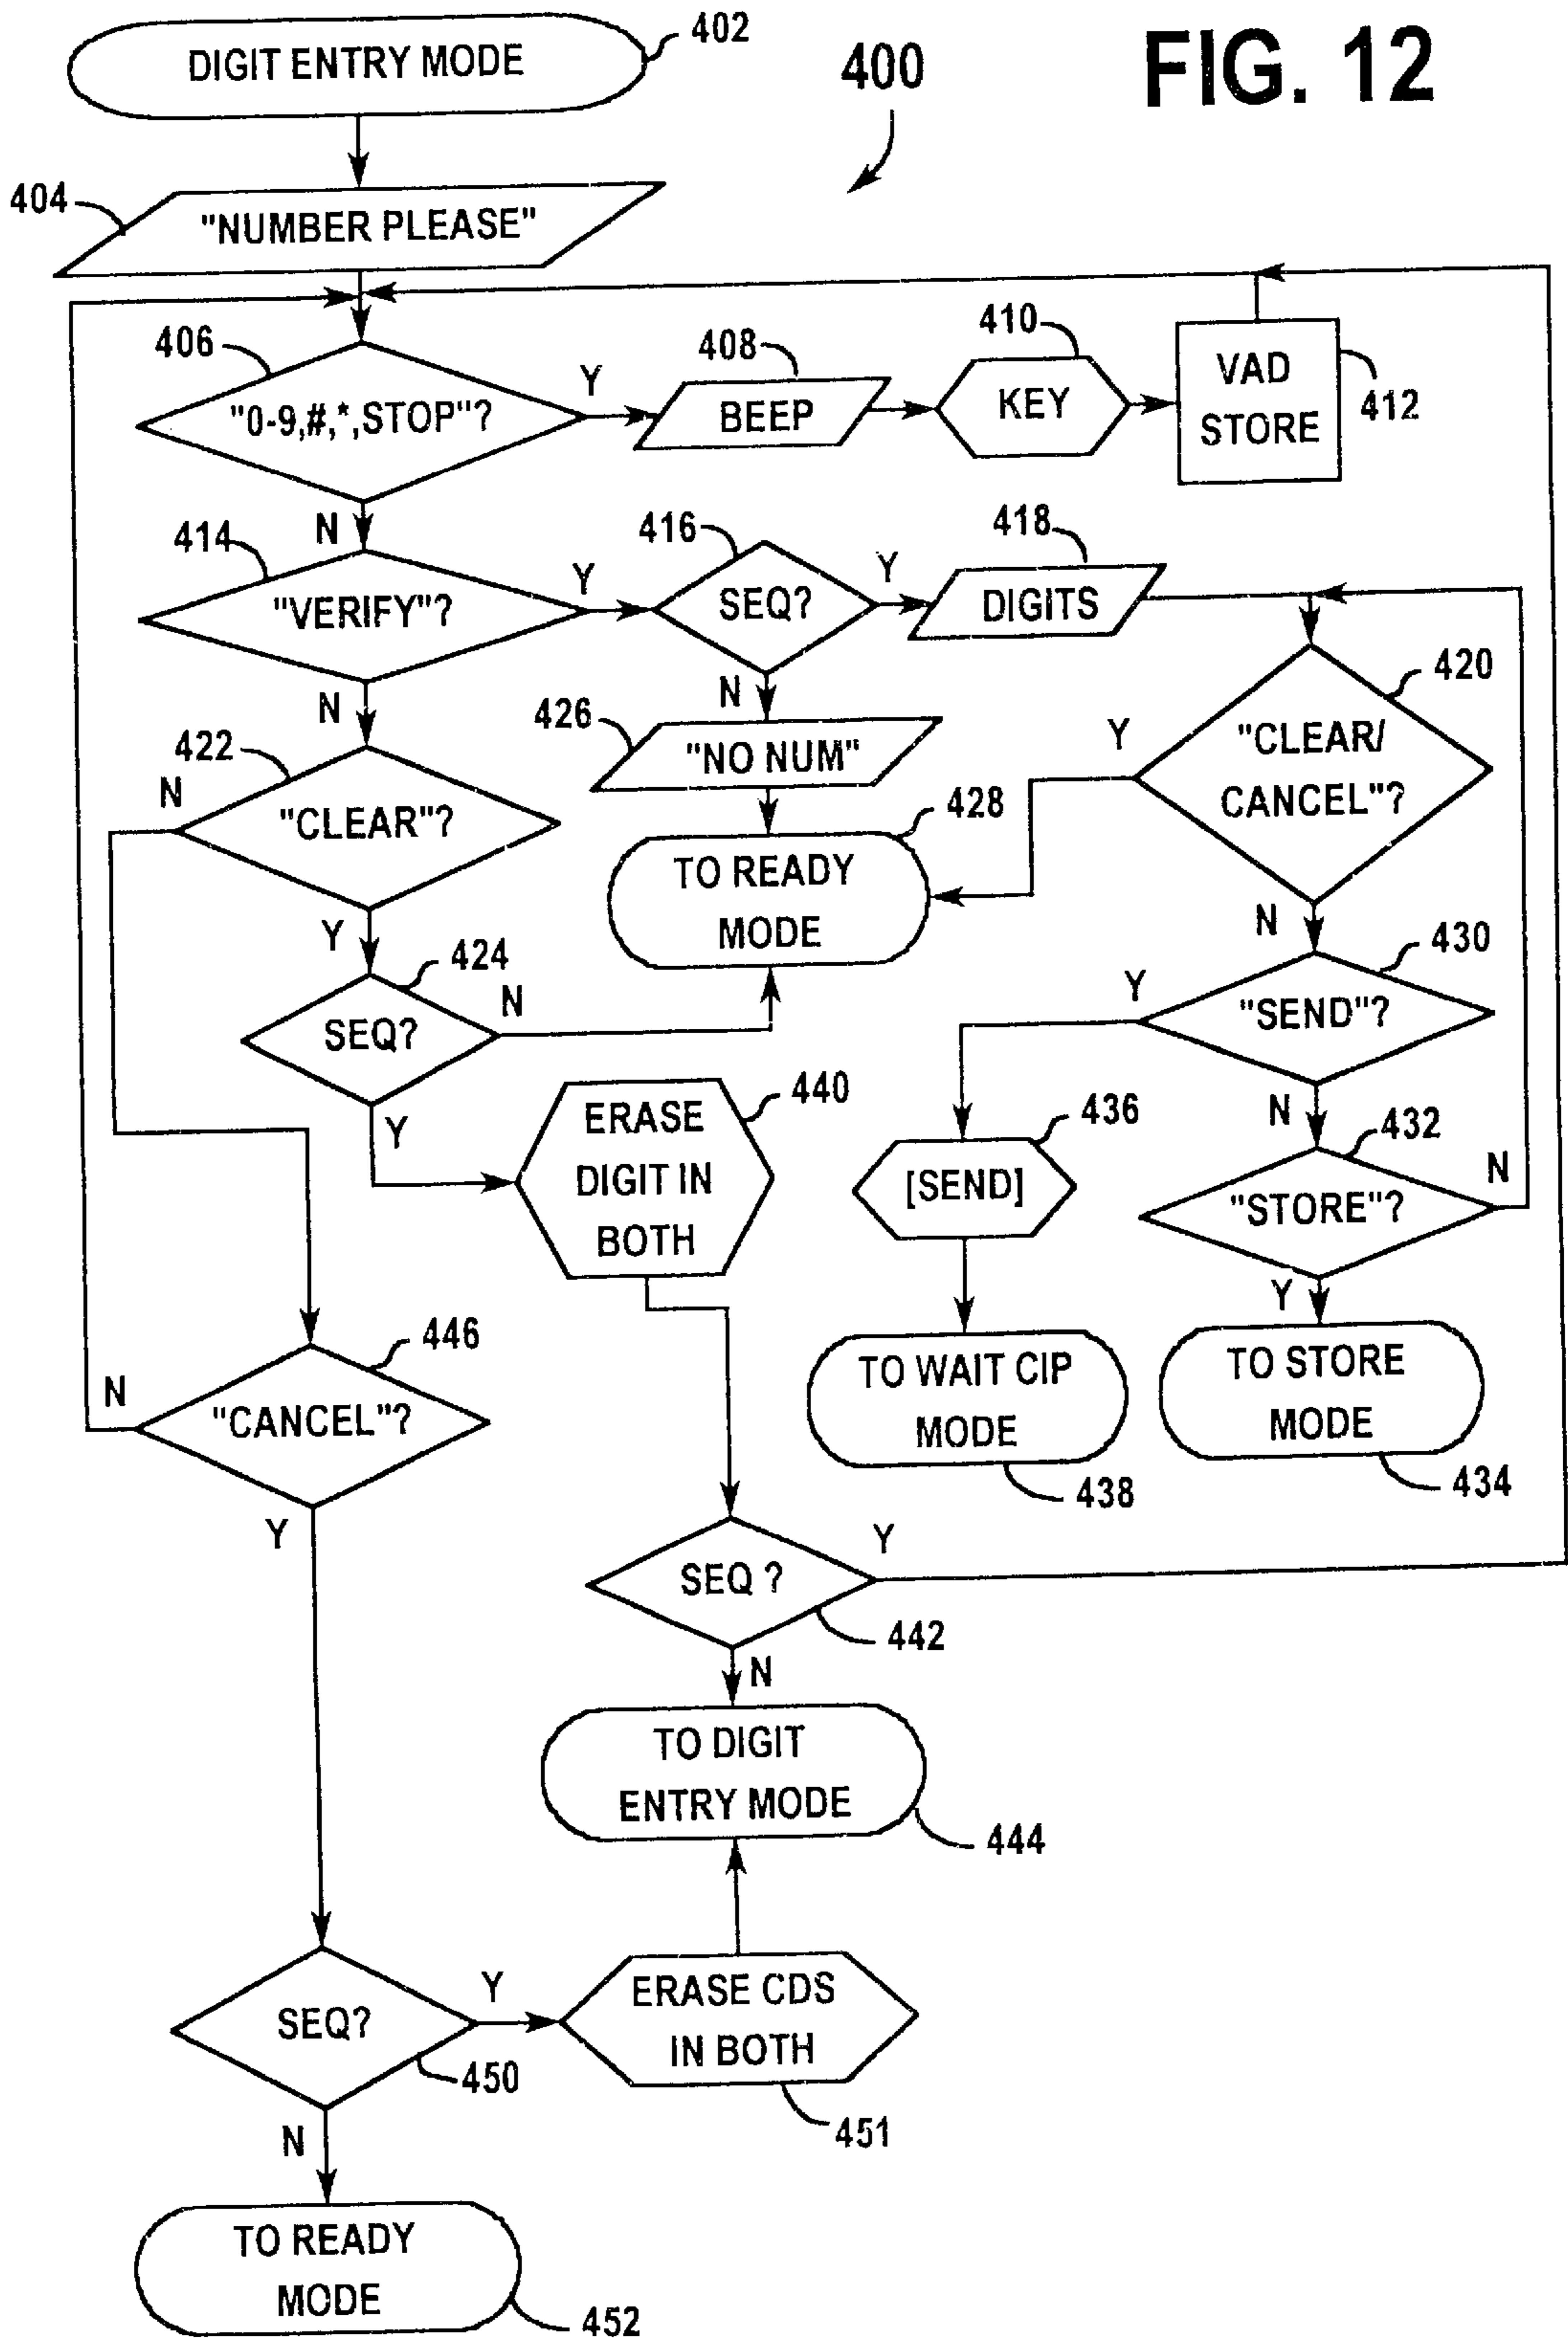 FIG. 12
400
DIGIT ENTRY MODE
402
404
"NUMBER PLEASE"
406
"0-9,#,*,STOP"?
Y
N
408
BEEP
410
KEY
VAD
STORE
412
414
"VERIFY"?
Y
N
416
SEQ?
Y
N
418
DIGITS
420
"CLEAR/
CANCEL"?
Y
N
422
"CLEAR"?
N
Y
426
"NO NUM"
428
TO READY
MODE
424
SEQ?
N
Y
430
"SEND"?
Y
N
440
ERASE
DIGIT IN
BOTH
436
[SEND]
432
"STORE"?
N
Y
446
"CANCEL"?
N
Y
TO WAIT CIP
MODE
438
TO STORE
MODE
434
SEQ ?
Y
442
N
TO DIGIT
ENTRY MODE
444
SEQ?
Y
450
N
ERASE CDS
IN BOTH
451
TO READY
MODE
452